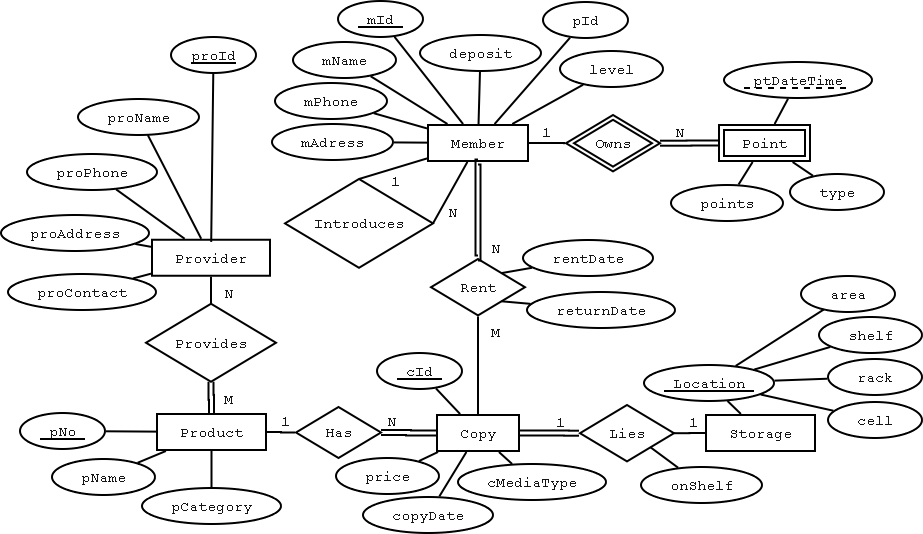 mId
pId
proId
mName
deposit
level
ptDateTime
mPhone
proName
1
N
mAdress
Member
Owns
Point
proPhone
1
N
points
type
Introduces
proAddress
Provider
N
rentDate
proContact
N
Rent
area
returnDate
M
shelf
Provides
cId
Location
rack
M
cell
pNo
Product
1
Has
N
Copy
1
Lies
1
Storage
pName
price
cMediaType
onShelf
pCategory
copyDate